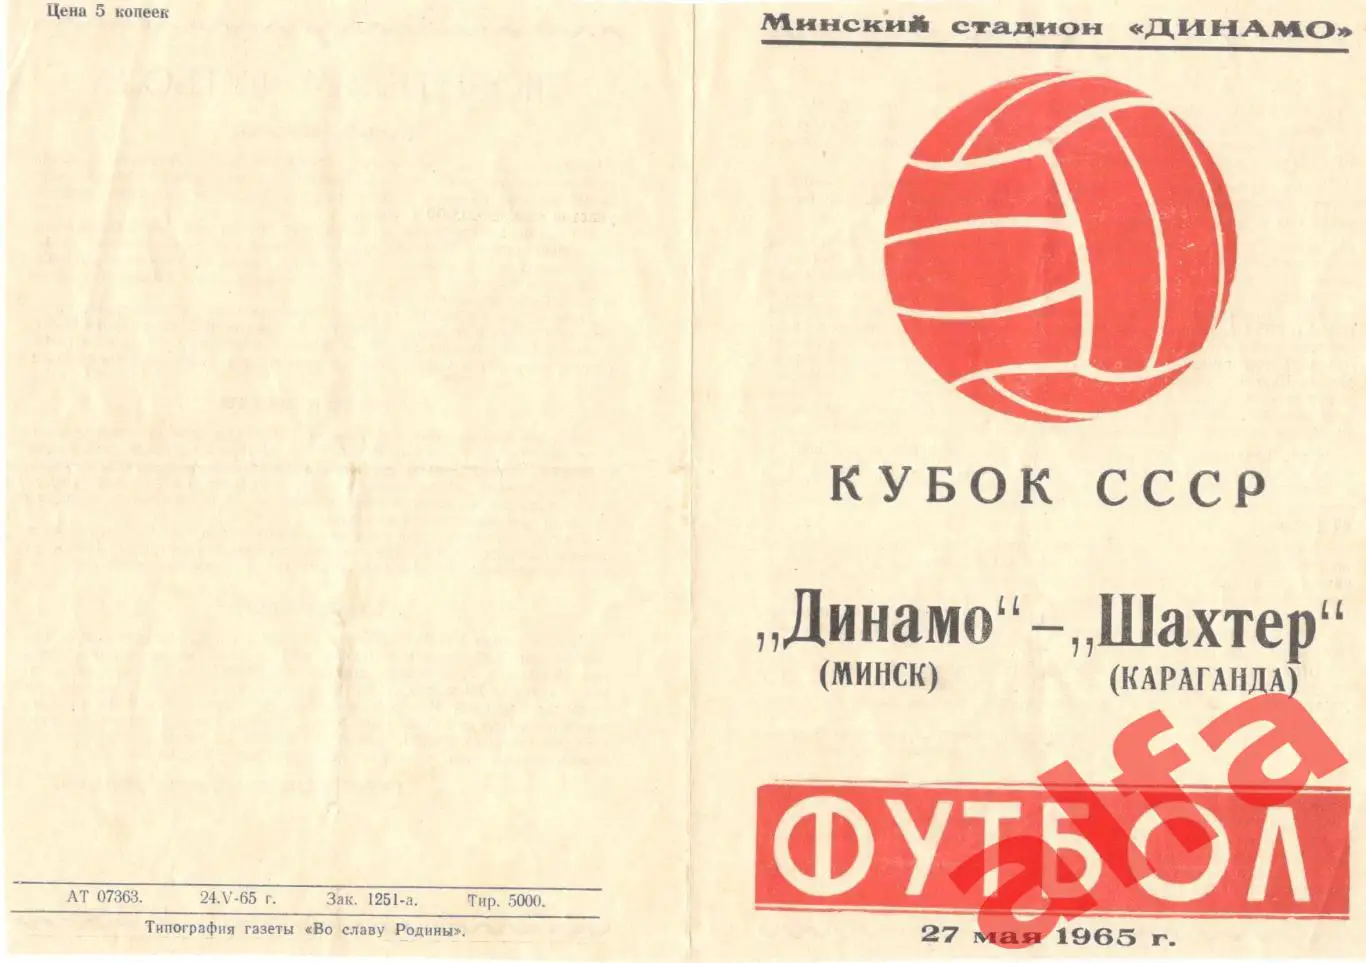 Цена 5 копеек
АТ 07363. 24.V-65 г. Зак. 1251-а. Тир. 5000.
Типография газеты «Во славу Родины».
Минский стадион «ДИНАМО»
КУБОК СССР
„Динамо“ – „Шахтер“
(МИНСК) (КАРАГАНДА)
ФУТБОЛ
27 мая 1965 г.
alfa